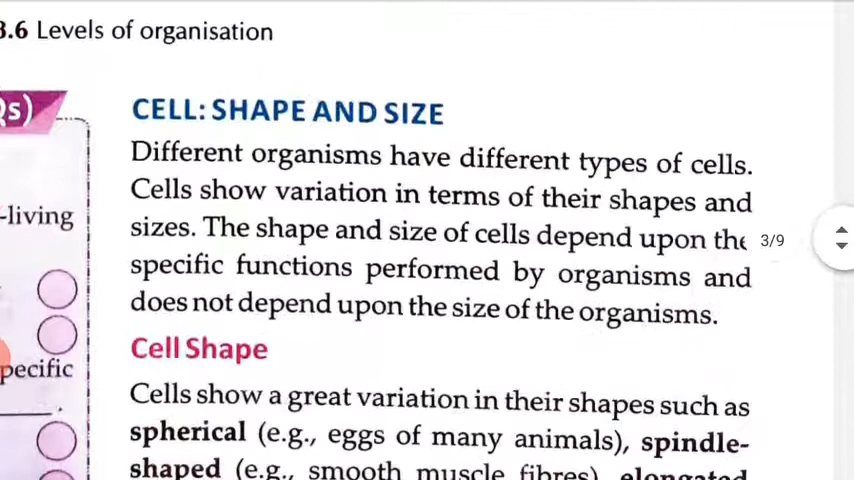 3.6 Levels of organisation
Qs)
-living
pecific
CELL: SHAPE AND SIZE
Different organisms have different types of cells.
Cells show variation in terms of their shapes and
sizes. The shape and size of cells depend upon the
specific functions performed by organisms and
does not depend upon the size of the organisms.
Cell Shape
Cells show a great variation in their shapes such as
spherical (e.g., eggs of many animals), spindle-
shaped (e.g., smooth muscle fibres), elongated
3/9